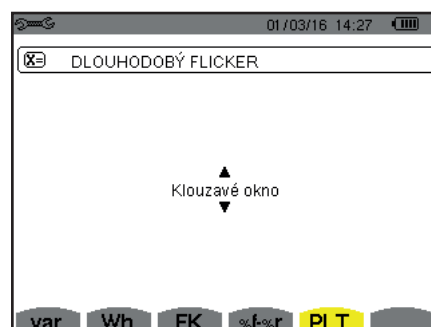 01/03/16 14:27
X= DLOUHODOBÝ FLICKER
Klouzavé okno
var Wh FK %f-%r PLT